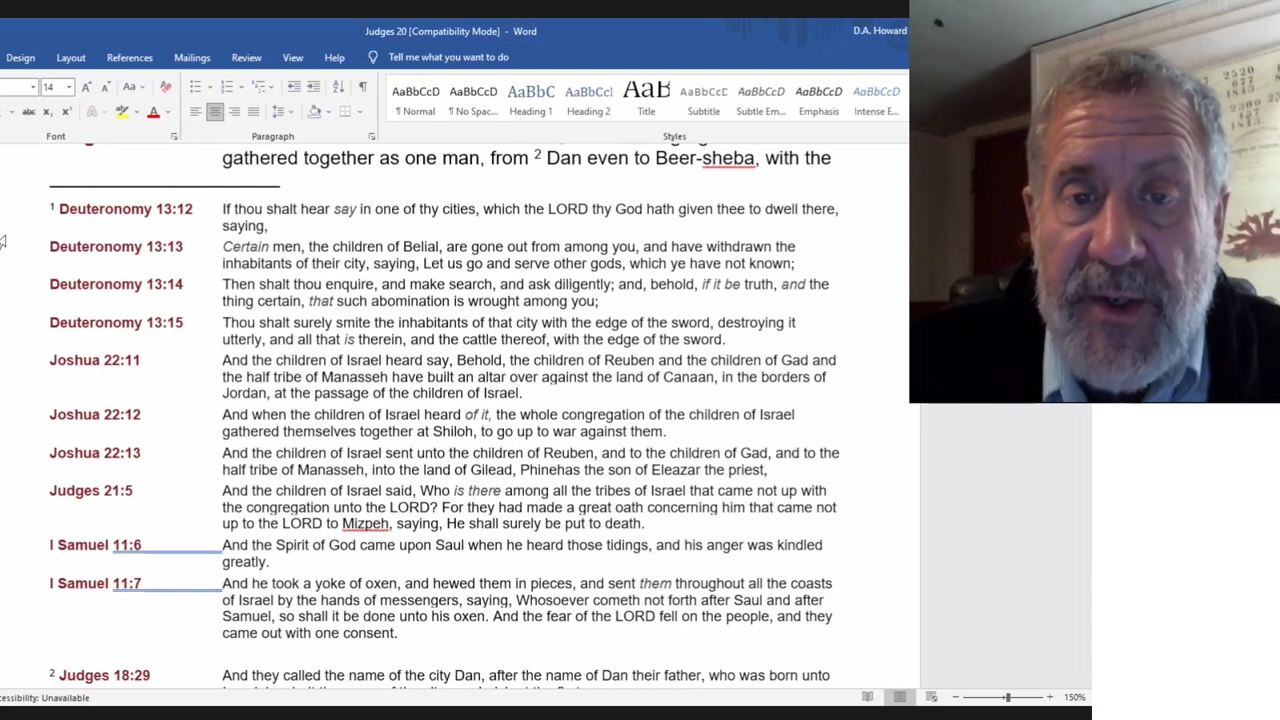 Judges 20 [Compatibility Mode] - Word
D.A. Howard
Design Layout References Mailings Review View Help Tell me what you want to do
14 Aa
abc x₂ x² A
Font Paragraph Styles
AaBbCcD AaBbCcD AaBbC AaBbCcI AaB AaBbCcD AaBbCcD AaBbCcD AaBbCcD
¶ Normal ¶ No Spac... Heading 1 Heading 2 Title Subtitle Subtle Em... Emphasis Intense E...
gathered together as one man, from 2 Dan even to Beer-sheba, with the
1 Deuteronomy 13:12 If thou shalt hear say in one of thy cities, which the LORD thy God hath given thee to dwell there,
saying,
Deuteronomy 13:13 Certain men, the children of Belial, are gone out from among you, and have withdrawn the
inhabitants of their city, saying, Let us go and serve other gods, which ye have not known;
Deuteronomy 13:14 Then shalt thou enquire, and make search, and ask diligently; and, behold, if it be truth, and the
thing certain, that such abomination is wrought among you;
Deuteronomy 13:15 Thou shalt surely smite the inhabitants of that city with the edge of the sword, destroying it
utterly, and all that is therein, and the cattle thereof, with the edge of the sword.
Joshua 22:11 And the children of Israel heard say, Behold, the children of Reuben and the children of Gad and
the half tribe of Manasseh have built an altar over against the land of Canaan, in the borders of
Jordan, at the passage of the children of Israel.
Joshua 22:12 And when the children of Israel heard of it, the whole congregation of the children of Israel
gathered themselves together at Shiloh, to go up to war against them.
Joshua 22:13 And the children of Israel sent unto the children of Reuben, and to the children of Gad, and to the
half tribe of Manasseh, into the land of Gilead, Phinehas the son of Eleazar the priest,
Judges 21:5 And the children of Israel said, Who is there among all the tribes of Israel that came not up with
the congregation unto the LORD? For they had made a great oath concerning him that came not
up to the LORD to Mizpeh, saying, He shall surely be put to death.
I Samuel 11:6 And the Spirit of God came upon Saul when he heard those tidings, and his anger was kindled
greatly.
I Samuel 11:7 And he took a yoke of oxen, and hewed them in pieces, and sent them throughout all the coasts
of Israel by the hands of messengers, saying, Whosoever cometh not forth after Saul and after
Samuel, so shall it be done unto his oxen. And the fear of the LORD fell on the people, and they
came out with one consent.
2 Judges 18:29 And they called the name of the city Dan, after the name of Dan their father, who was born unto
cessibility: Unavailable
150%
2520
667
2300
1843